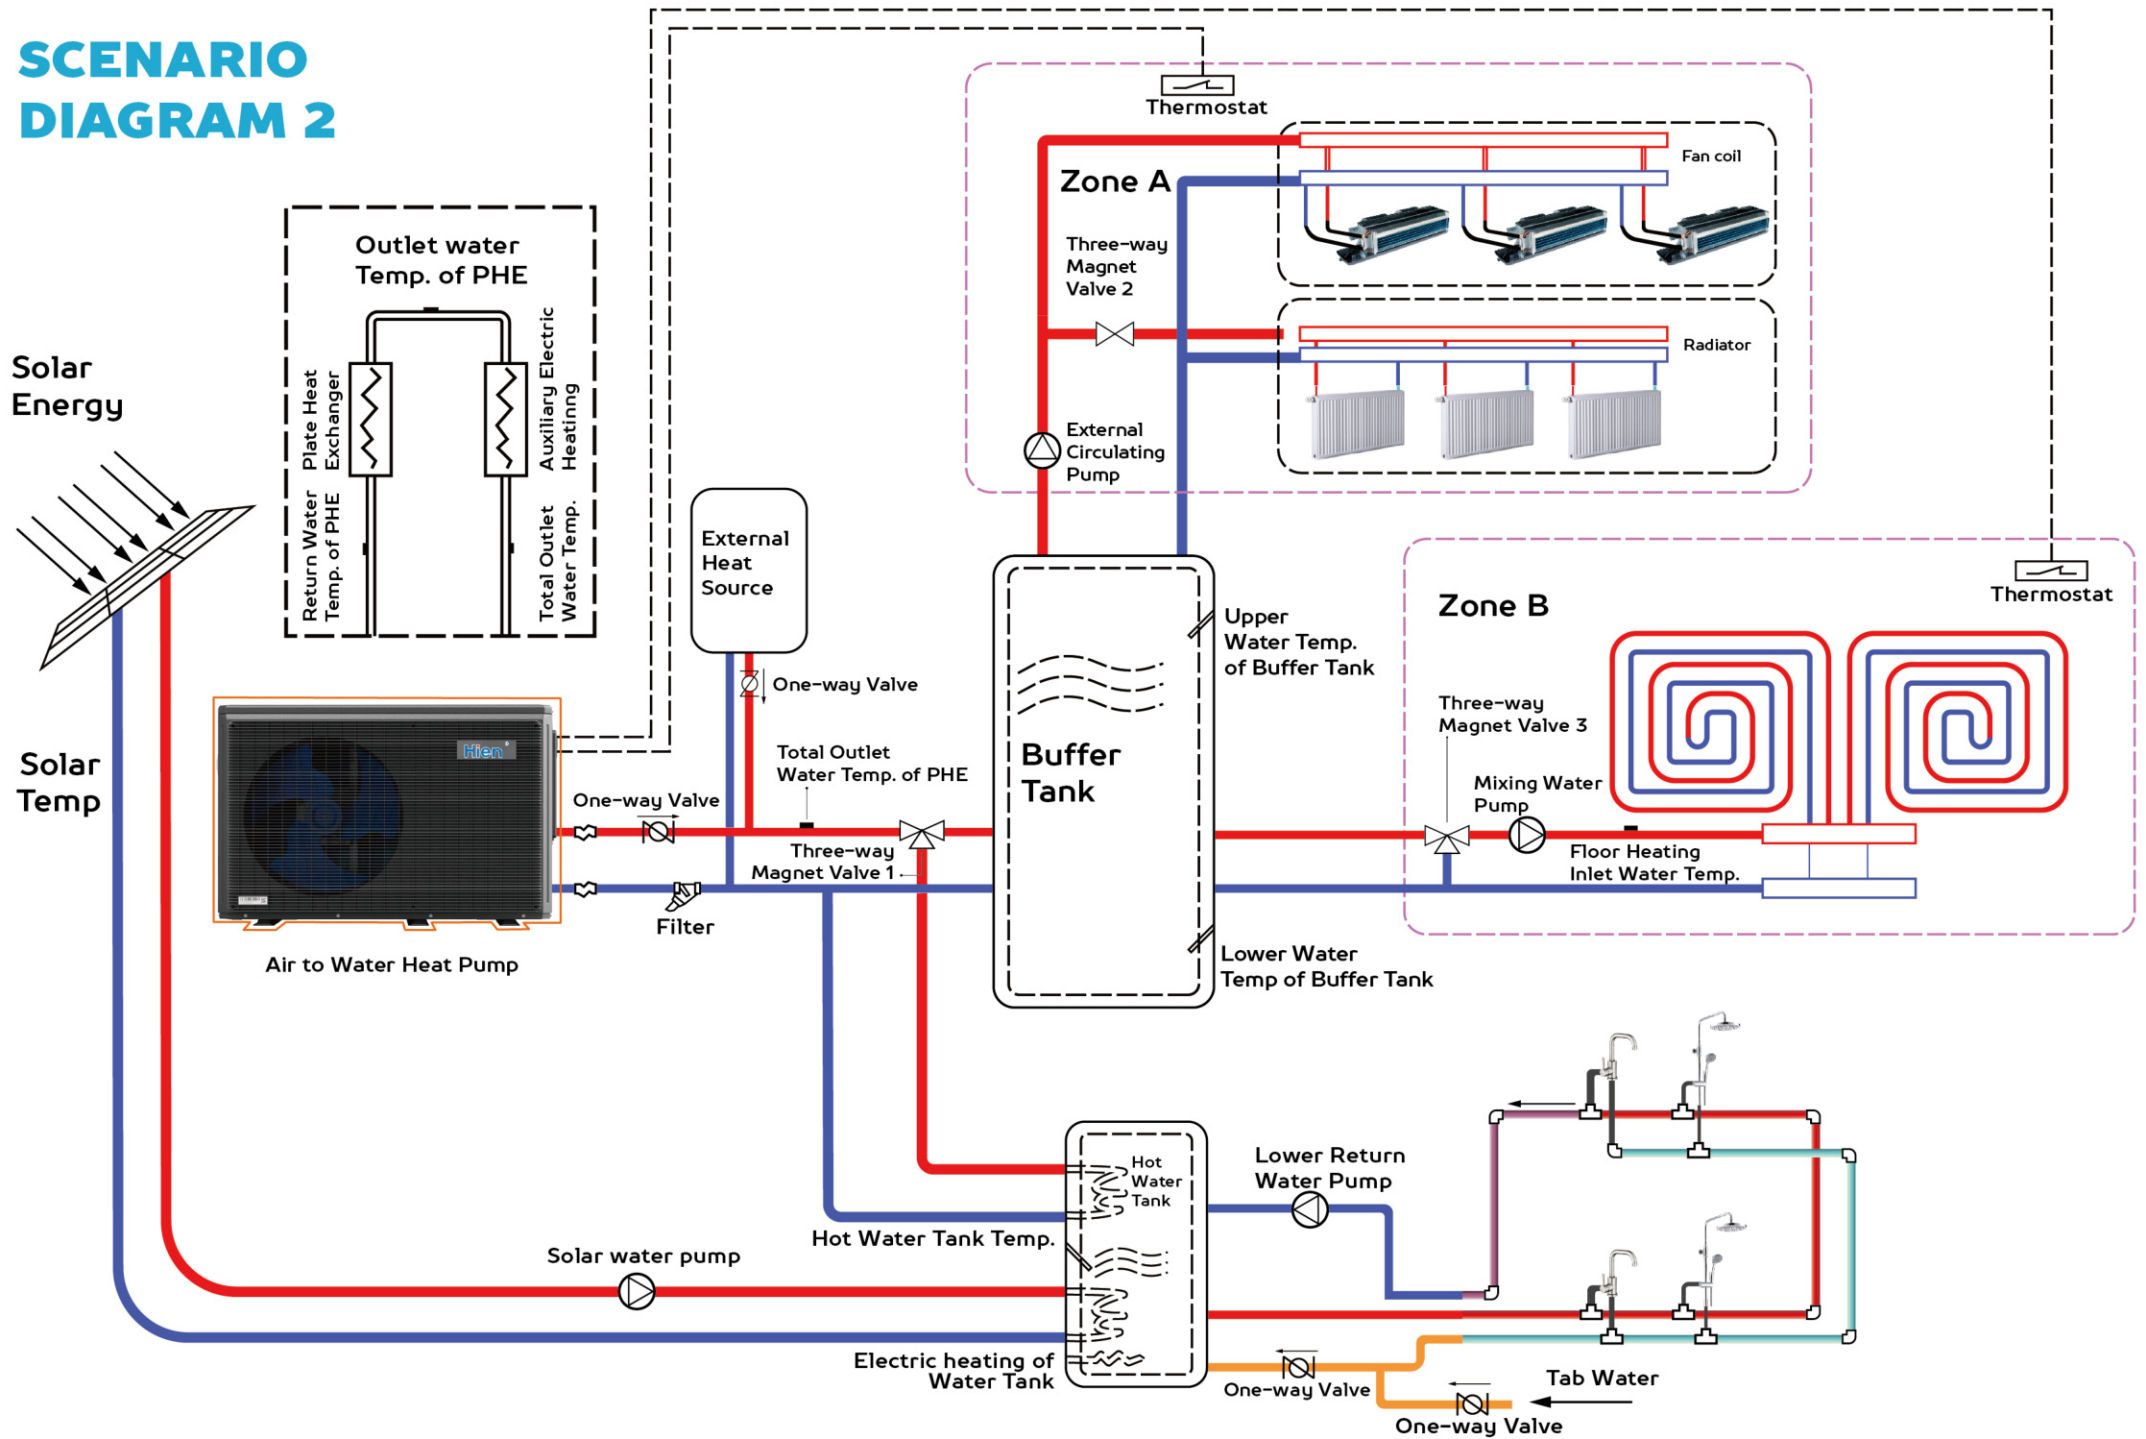 SCENARIO
DIAGRAM 2
Thermostat
Fan coil
Zone A
Three-way
Magnet
Valve 2
Radiator
External
Circulating
Pump
Outlet water
Temp. of PHE
Plate Heat
Exchanger
Auxiliary Electric
Heatinng
Return Water
Temp. of PHE
Total Outlet
Water Temp.
Solar
Energy
Solar
Temp
External
Heat
Source
One-way Valve
Hien
Air to Water Heat Pump
One-way Valve
Filter
Total Outlet
Water Temp. of PHE
Three-way
Magnet Valve 1
Buffer
Tank
Upper
Water Temp.
of Buffer Tank
Lower Water
Temp of Buffer Tank
Zone B
Thermostat
Three-way
Magnet Valve 3
Mixing Water
Pump
Floor Heating
Inlet Water Temp.
Hot
Water
Tank
Hot Water Tank Temp.
Solar water pump
Electric heating of
Water Tank
Lower Return
Water Pump
One-way Valve
Tab Water
One-way Valve